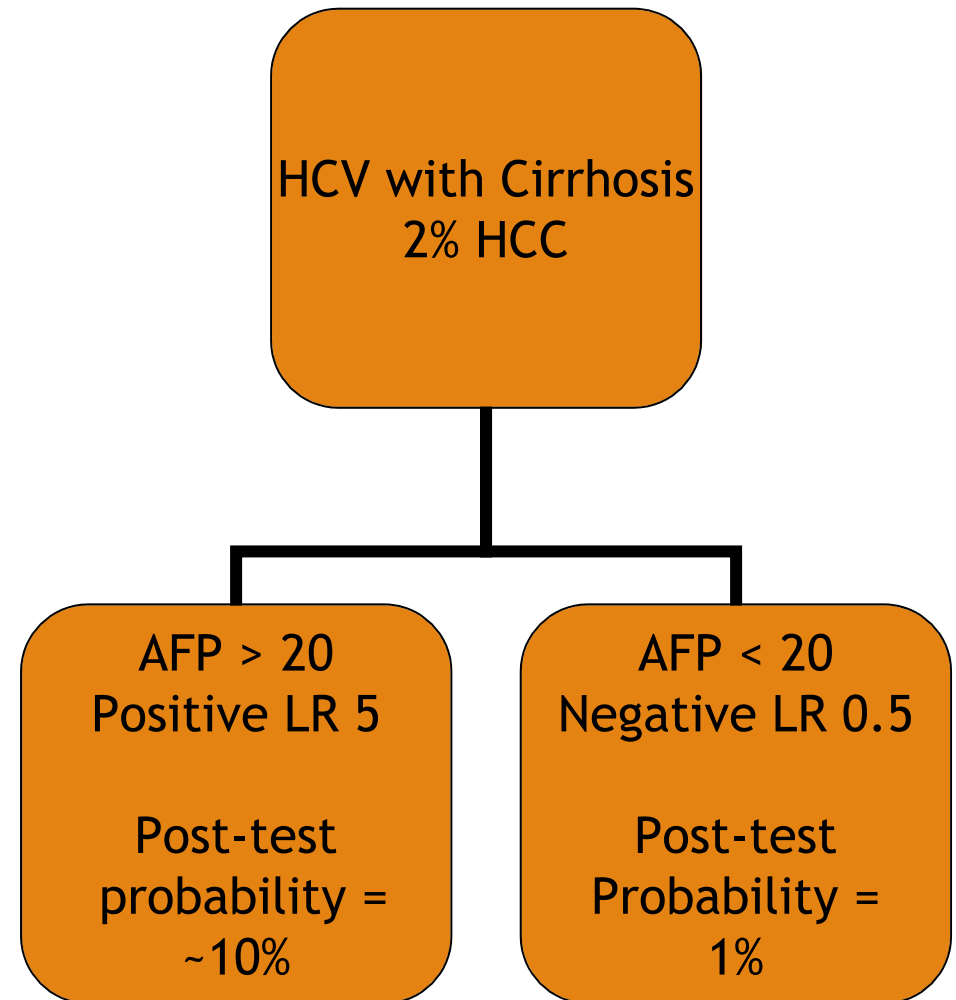 HCV with Cirrhosis
2% HCC
AFP > 20
Positive LR 5
Post-test
probability =
~10%
AFP < 20
Negative LR 0.5
Post-test
Probability =
1%